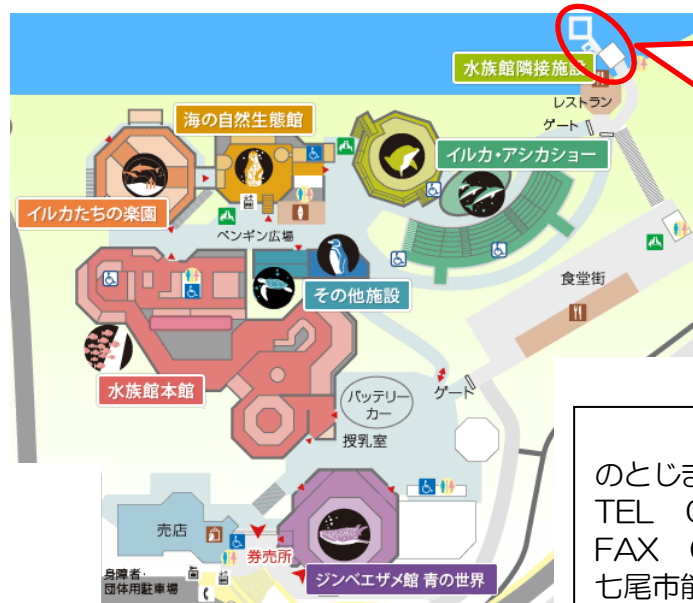 水族館隣接施設
レストラン
ゲート
海の自然生態館
イルカ・アシカショー
イルカたちの楽園
ペンギン広場
食堂街
その他施設
水族館本館
バッテリー
カー
ゲート
授乳室
のとじま
TEL
FAX
七尾市能
売店
券売所
身障者・
団体用駐車場
ジンベエザメ館 青の世界